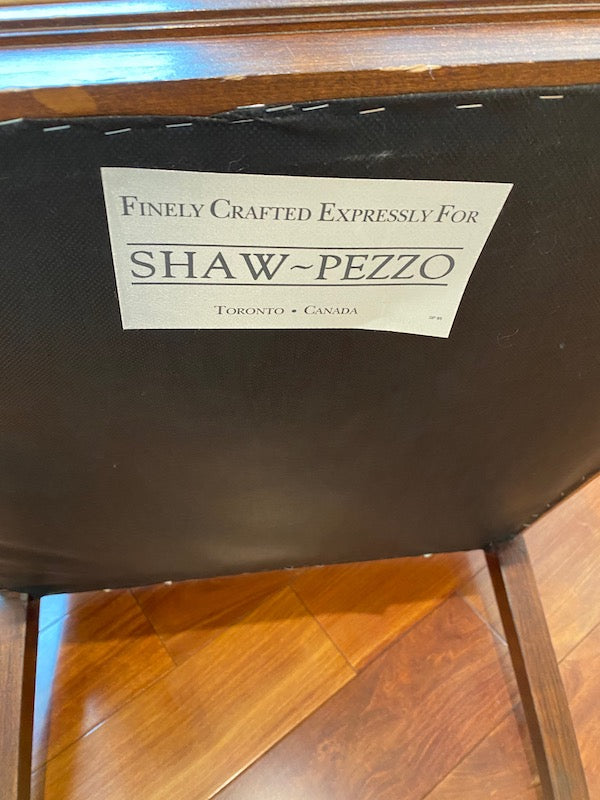 Finely Crafted Expressly For
SHAW~PEZZO
Toronto • Canada